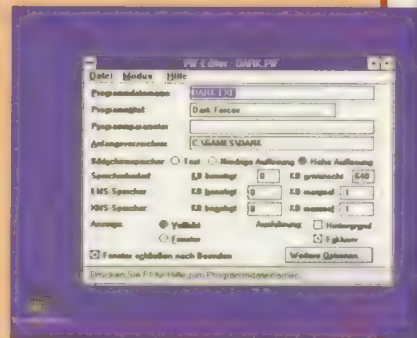 Pif-Editor - DARK.PIF
Datei Modus Hilfe
Programmdateiname: DARK.EXE
Programmtitel: Dark Forces
Programmparameter:
Anfangsverzeichnis: C:\GAMES\DARK
Bildschirmspeicher: Text Niedrige Auflösung Hohe Auflösung
Speicherbedarf: KB benötigt 0 KB gewünscht 640
EMS-Speicher: KB benötigt 0 KB maximal -1
XMS-Speicher: KB benötigt 0 KB maximal -1
Anzeige: Vollbild Ausführung: Hintergrund
Fenster Exklusiv
Fenster schließen nach Beenden Weitere Optionen
Drücken Sie F1 für Hilfe zum Programmdateinamen.